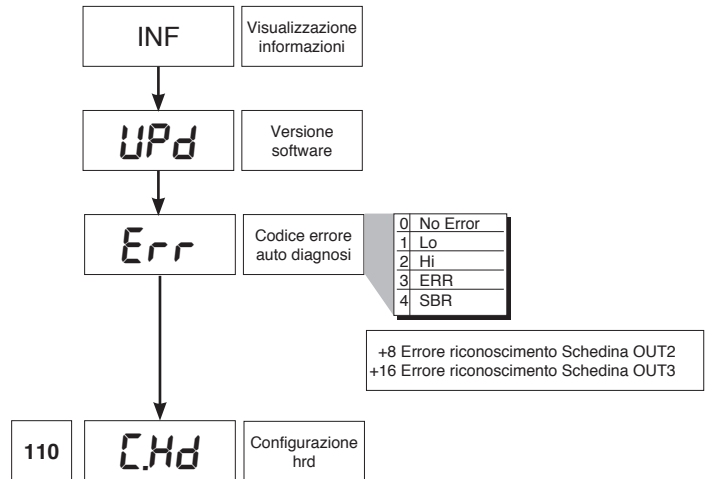 INF
Visualizzazione
informazioni
UPd
Versione
software
Err
Codice errore
auto diagnosi
0 No Error
1 Lo
2 Hi
3 ERR
4 SBR
+8 Errore riconoscimento Schedina OUT2
+16 Errore riconoscimento Schedina OUT3
110
C.Hd
Configurazione
hrd